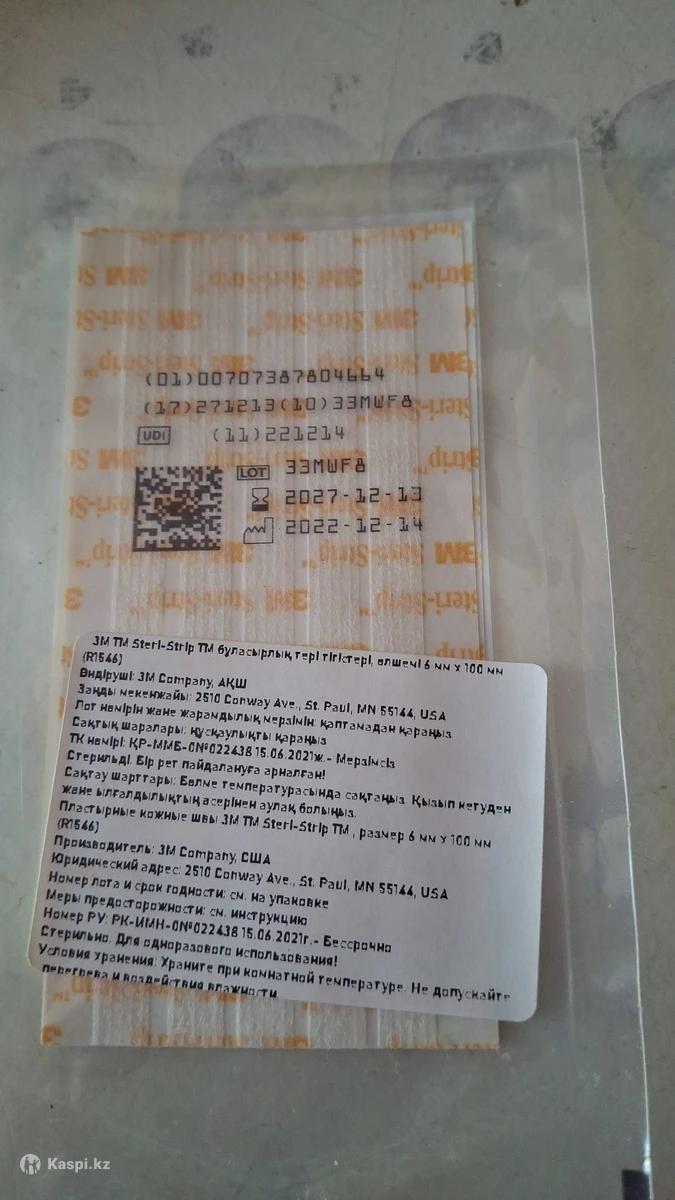 3M Steri-Strip™
(01)00707387804664
(17)271213(10)33MWF8
UDI (11)221214
LOT 33MWF8
2027-12-13
2022-12-14
3M TM Steri-Strip TM бұласырлық тері тігістері, өлшемі 6 мм х 100 мм
(R1546)
Өндіруші: 3M Company, АҚШ
Заңды мекенжайы: 2510 Conway Ave., St. Paul, MN 55144, USA
Лот нөмірін және жарамдылық мерзімін: қаптамадан қараңыз
Сақтық шаралары: нұсқаулықты қараңыз
ТК нөмірі: ҚР-ММБ-0№022438 15.06.2021ж.- Мерзімсіз
Стерильді. Бір рет пайдалануға арналған!
Сақтау шарттары: Бөлме температурасында сақтаңыз. Қызып кетуден
және ылғалдылықтың әсерінен аулақ болыңыз.
Пластырные кожные швы 3M TM Steri-Strip TM , размер 6 мм х 100 мм
(R1546)
Производитель: 3M Company, США
Юридический адрес: 2510 Conway Ave., St. Paul, MN 55144, USA
Номер лота и срок годности: см. на упаковке
Меры предосторожности: см. инструкцию
Номер РУ: РК-ИМН-0№022438 15.06.2021г.- Бессрочно
Стерильно. Для одноразового использования!
Условия хранения: Храните при комнатной температуре. Не допускайте
перегрева и воздействия влажности.
Kaspi.kz